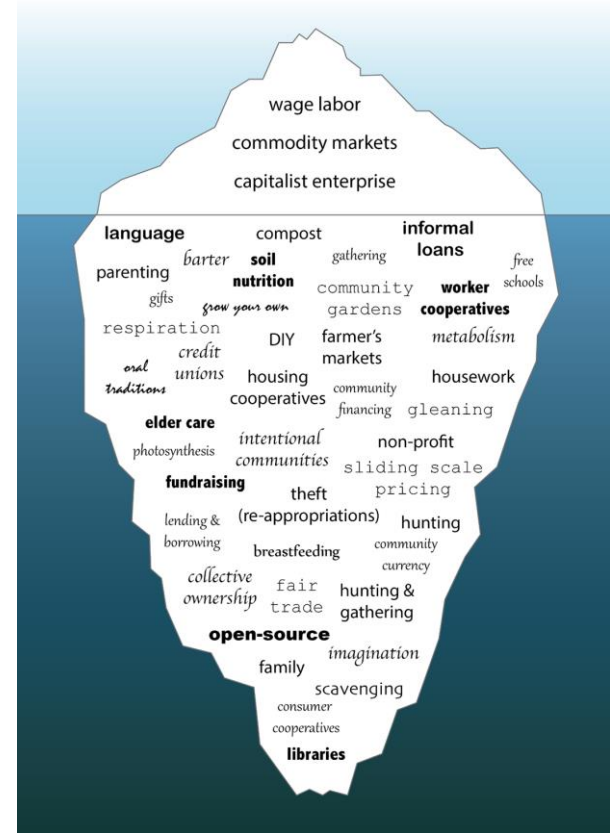 wage labor
commodity markets
capitalist enterprise
language
compost
informal
loans
parenting
barter
soil
nutrition
gathering
free
schools
gifts
grow your own
community
gardens
worker
cooperatives
respiration
DIY
farmer's
markets
metabolism
oral
traditions
credit
unions
housing
cooperatives
community
financing
housework
gleaning
elder care
photosynthesis
intentional
communities
non-profit
sliding scale
pricing
fundraising
theft
(re-appropriations)
hunting
lending &
borrowing
breastfeeding
community
currency
collective
ownership
fair
trade
hunting &
gathering
open-source
family
imagination
scavenging
consumer
cooperatives
libraries